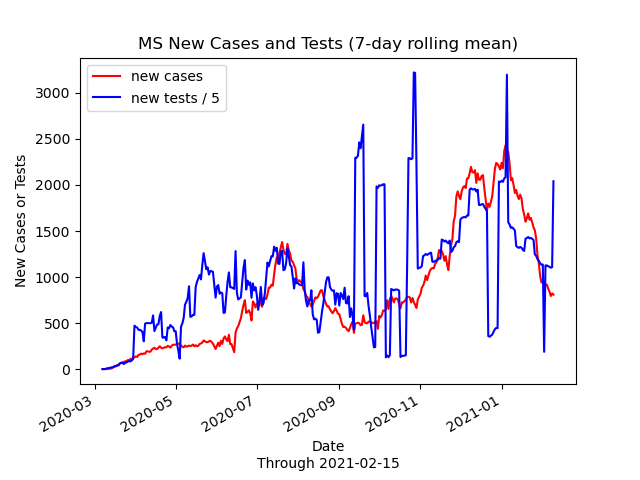 MS New Cases and Tests (7-day rolling mean)
new cases
new tests / 5
New Cases or Tests
3000
2500
2000
1500
1000
500
0
2020-03
2020-05
2020-07
2020-09
2020-11
2021-01
Date
Through 2021-02-15